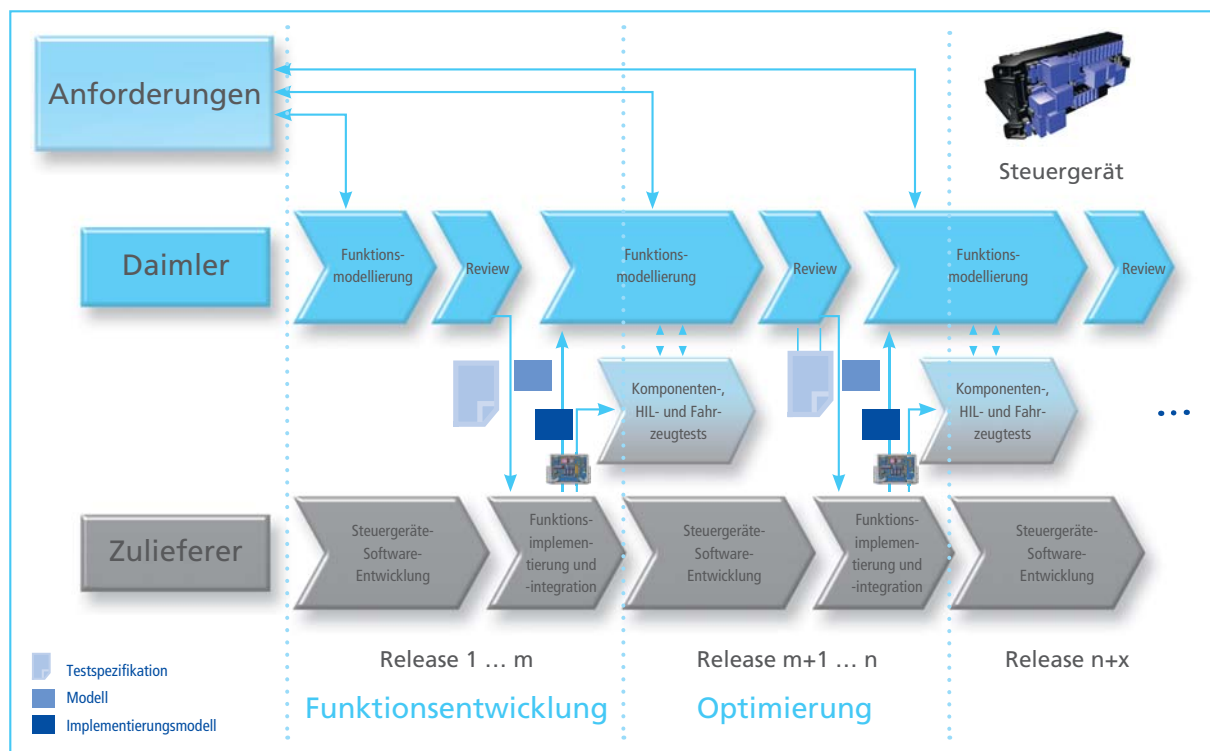 Anforderungen
Steuergerät
Daimler
Funktions-
modellierung
Review
Funktions-
modellierung
Review
Funktions-
modellierung
Review
Komponenten-,
HIL- und Fahr-
zeugtests
Komponenten-,
HIL- und Fahr-
zeugtests
...
Zulieferer
Steuergeräte-
Software-
Entwicklung
Funktions-
implemen-
tierung und
-integration
Steuergeräte-
Software-
Entwicklung
Funktions-
implemen-
tierung und
-integration
Steuergeräte-
Software-
Entwicklung
Testspezifikation
Modell
Implementierungsmodell
Release 1 ... m
Release m+1 ... n
Release n+x
Funktionsentwicklung
Optimierung